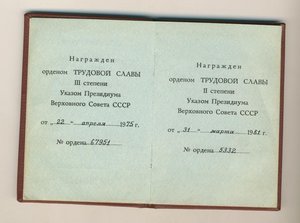 Награжден
орденом ТРУДОВОЙ СЛАВЫ
III степени
Указом Президиума
Верховного Совета СССР
от „22 - апреля 1975 г.
№ ордена 67951
Награжден
орденом ТРУДОВОЙ СЛАВЫ
II степени
Указом Президиума
Верховного Совета СССР
от „31 - марта 1981 г.
№ ордена 5332